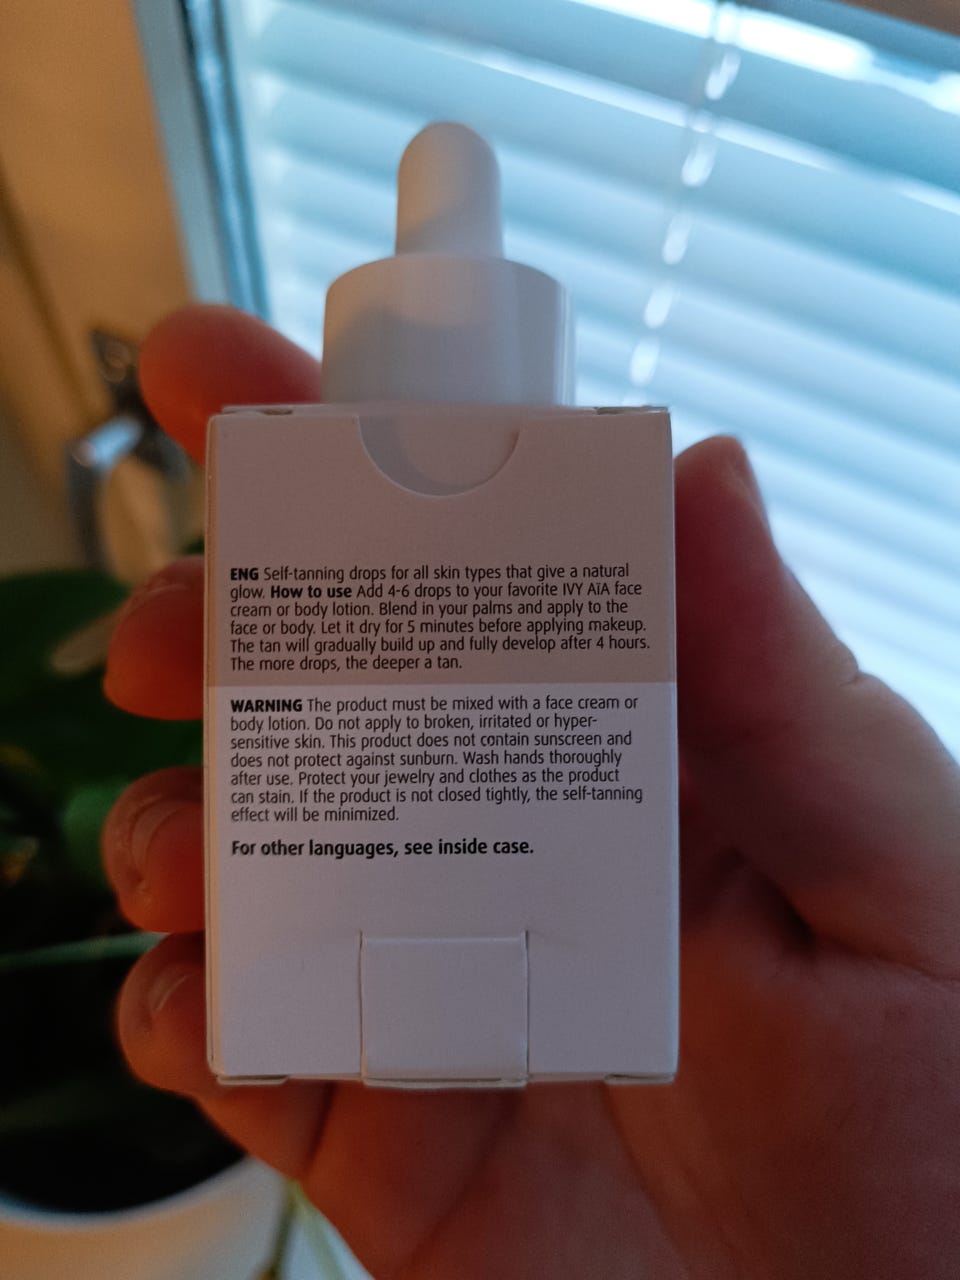 ENG Self-tanning drops for all skin types that give a natural
glow. How to use Add 4-6 drops to your favorite IVY AïA face
cream or body lotion. Blend in your palms and apply to the
face or body. Let it dry for 5 minutes before applying makeup.
The tan will gradually build up and fully develop after 4 hours.
The more drops, the deeper a tan.
WARNING The product must be mixed with a face cream or
body lotion. Do not apply to broken, irritated or hyper-
sensitive skin. This product does not contain sunscreen and
does not protect against sunburn. Wash hands thoroughly
after use. Protect your jewelry and clothes as the product
can stain. If the product is not closed tightly, the self-tanning
effect will be minimized.
For other languages, see inside case.